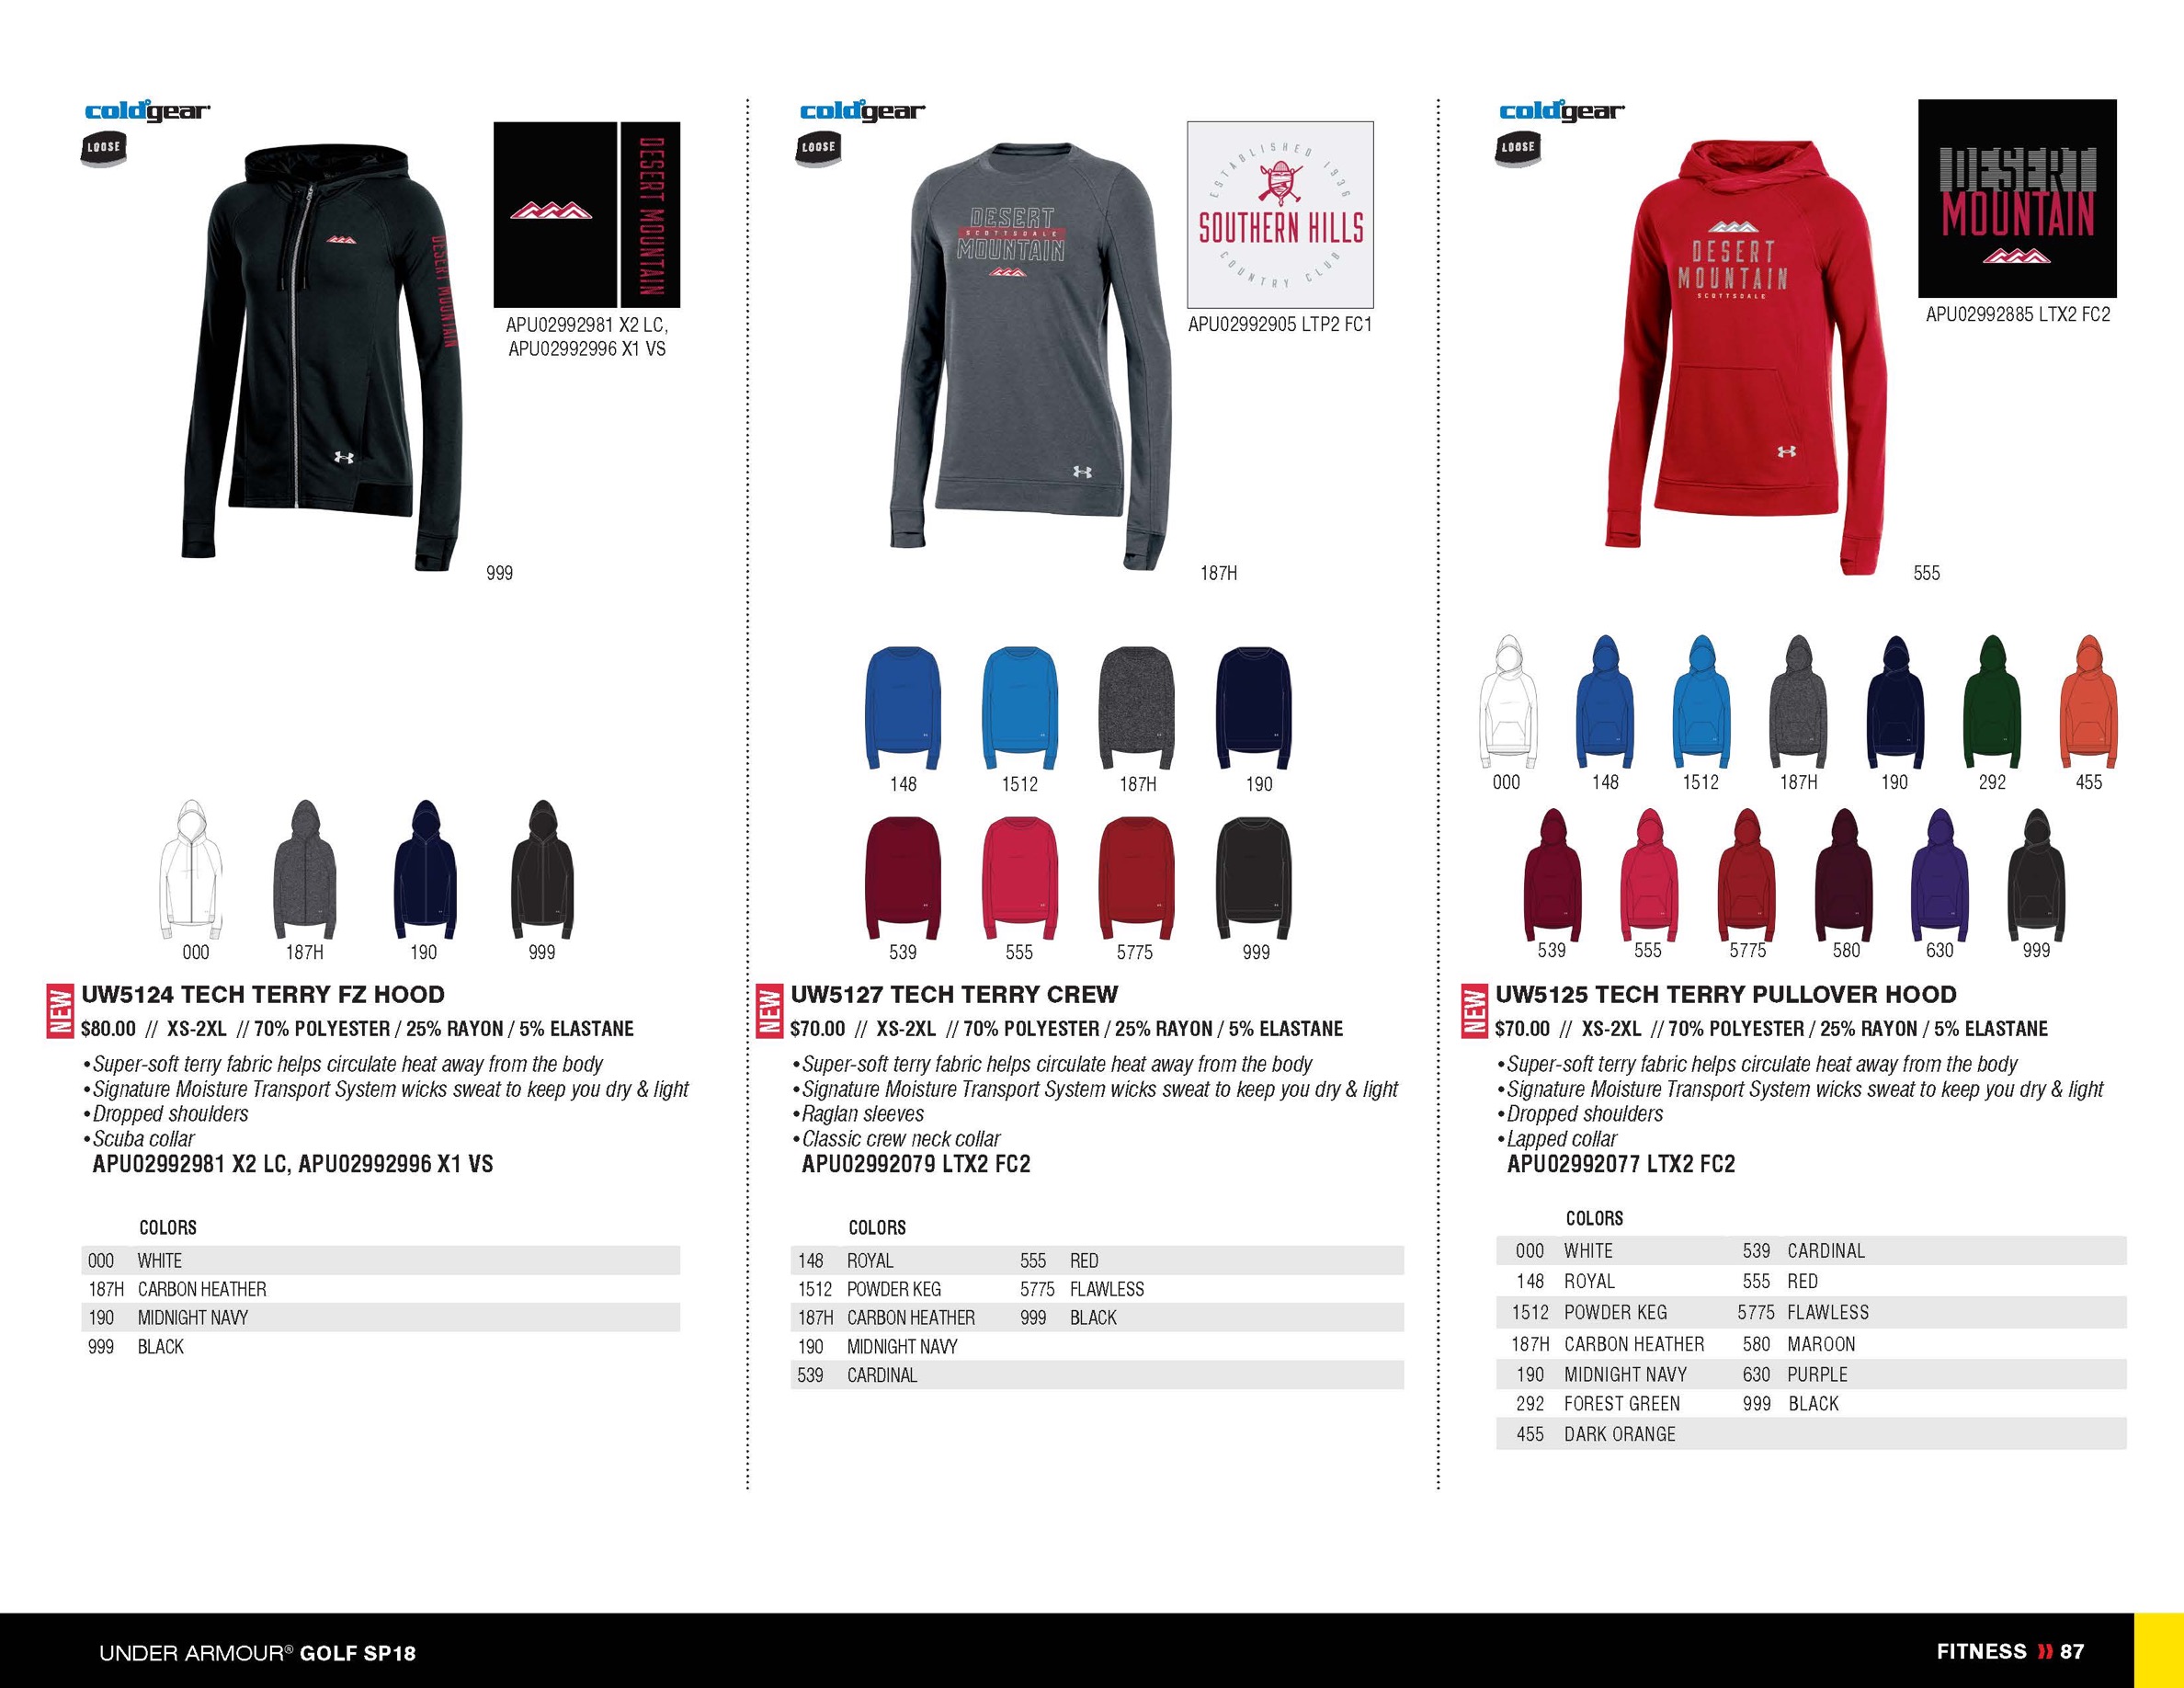 coldgear
LOOSE
DESERT MOUNTAIN
DESERT MOUNTAIN
APU02992981 X2 LC,
APU02992996 X1 VS
999
000 187H 190 999
NEW
UW5124 TECH TERRY FZ HOOD
$80.00 // XS-2XL // 70% POLYESTER / 25% RAYON / 5% ELASTANE
•Super-soft terry fabric helps circulate heat away from the body
•Signature Moisture Transport System wicks sweat to keep you dry & light
•Dropped shoulders
•Scuba collar
APU02992981 X2 LC, APU02992996 X1 VS
COLORS
000 WHITE
187H CARBON HEATHER
190 MIDNIGHT NAVY
999 BLACK
coldgear
LOOSE
DESERT
SCOTTSDALE
MOUNTAIN
ESTABLISHED 1936
SOUTHERN HILLS
COUNTRY CLUB
APU02992905 LTP2 FC1
187H
148 1512 187H 190
539 555 5775 999
NEW
UW5127 TECH TERRY CREW
$70.00 // XS-2XL // 70% POLYESTER / 25% RAYON / 5% ELASTANE
•Super-soft terry fabric helps circulate heat away from the body
•Signature Moisture Transport System wicks sweat to keep you dry & light
•Raglan sleeves
•Classic crew neck collar
APU02992079 LTX2 FC2
COLORS
148 ROYAL 555 RED
1512 POWDER KEG 5775 FLAWLESS
187H CARBON HEATHER 999 BLACK
190 MIDNIGHT NAVY
539 CARDINAL
coldgear
LOOSE
DESERT
MOUNTAIN
SCOTTSDALE
DESERT
MOUNTAIN
APU02992885 LTX2 FC2
555
000 148 1512 187H 190 292 455
539 555 5775 580 630 999
NEW
UW5125 TECH TERRY PULLOVER HOOD
$70.00 // XS-2XL // 70% POLYESTER / 25% RAYON / 5% ELASTANE
•Super-soft terry fabric helps circulate heat away from the body
•Signature Moisture Transport System wicks sweat to keep you dry & light
•Dropped shoulders
•Lapped collar
APU02992077 LTX2 FC2
COLORS
000 WHITE 539 CARDINAL
148 ROYAL 555 RED
1512 POWDER KEG 5775 FLAWLESS
187H CARBON HEATHER 580 MAROON
190 MIDNIGHT NAVY 630 PURPLE
292 FOREST GREEN 999 BLACK
455 DARK ORANGE
UNDER ARMOUR® GOLF SP18
FITNESS 87